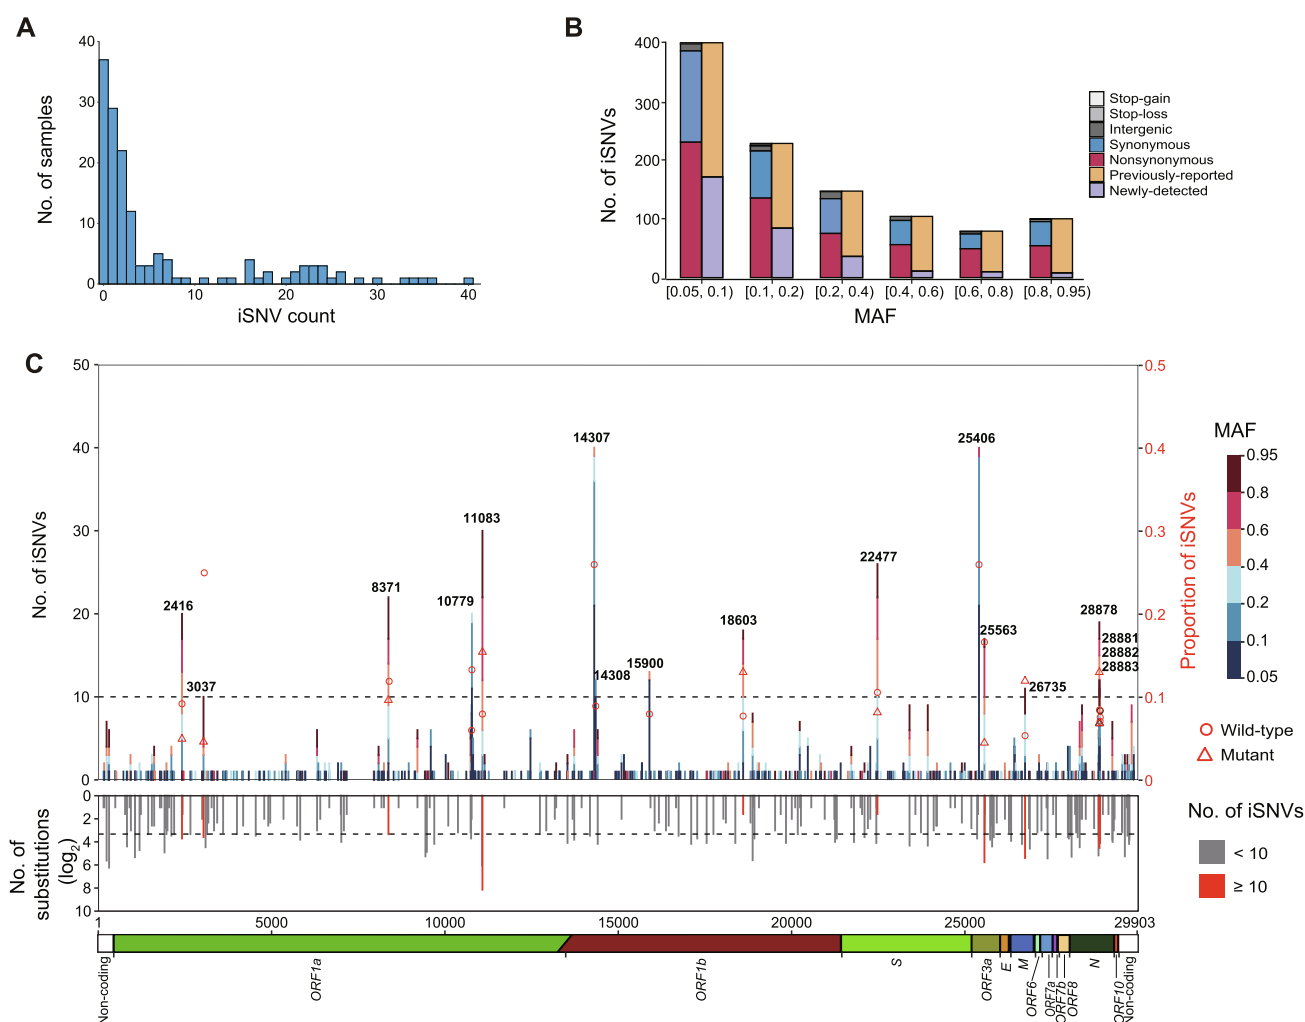 A
No. of samples
40
30
20
10
0
0 10 20 30 40
iSNV count
B
No. of iSNVs
400
300
200
100
0
[0.05, 0.1) [0.1, 0.2) [0.2, 0.4) [0.4, 0.6) [0.6, 0.8) [0.8, 0.95)
MAF
Stop-gain
Stop-loss
Intergenic
Synonymous
Nonsynonymous
Previously-reported
Newly-detected
C
No. of iSNVs
50
40
30
20
10
0
2416
3037
8371
10779
11083
14307
14308
15900
18603
22477
25406
25563
26735
28878
28881
28882
28883
0.5
0.4
0.3
0.2
0.1
0
Proportion of iSNVs
MAF
0.95
0.8
0.6
0.4
0.2
0.1
0.05
Wild-type
Mutant
No. of substitutions (log2)
0
2
4
6
8
10
No. of iSNVs
< 10
≥ 10
1 5000 10000 15000 20000 25000 29903
Non-coding
ORF1a
ORF1b
S
ORF3a
E
M
ORF6
ORF7a
ORF7b
ORF8
N
ORF10
Non-coding